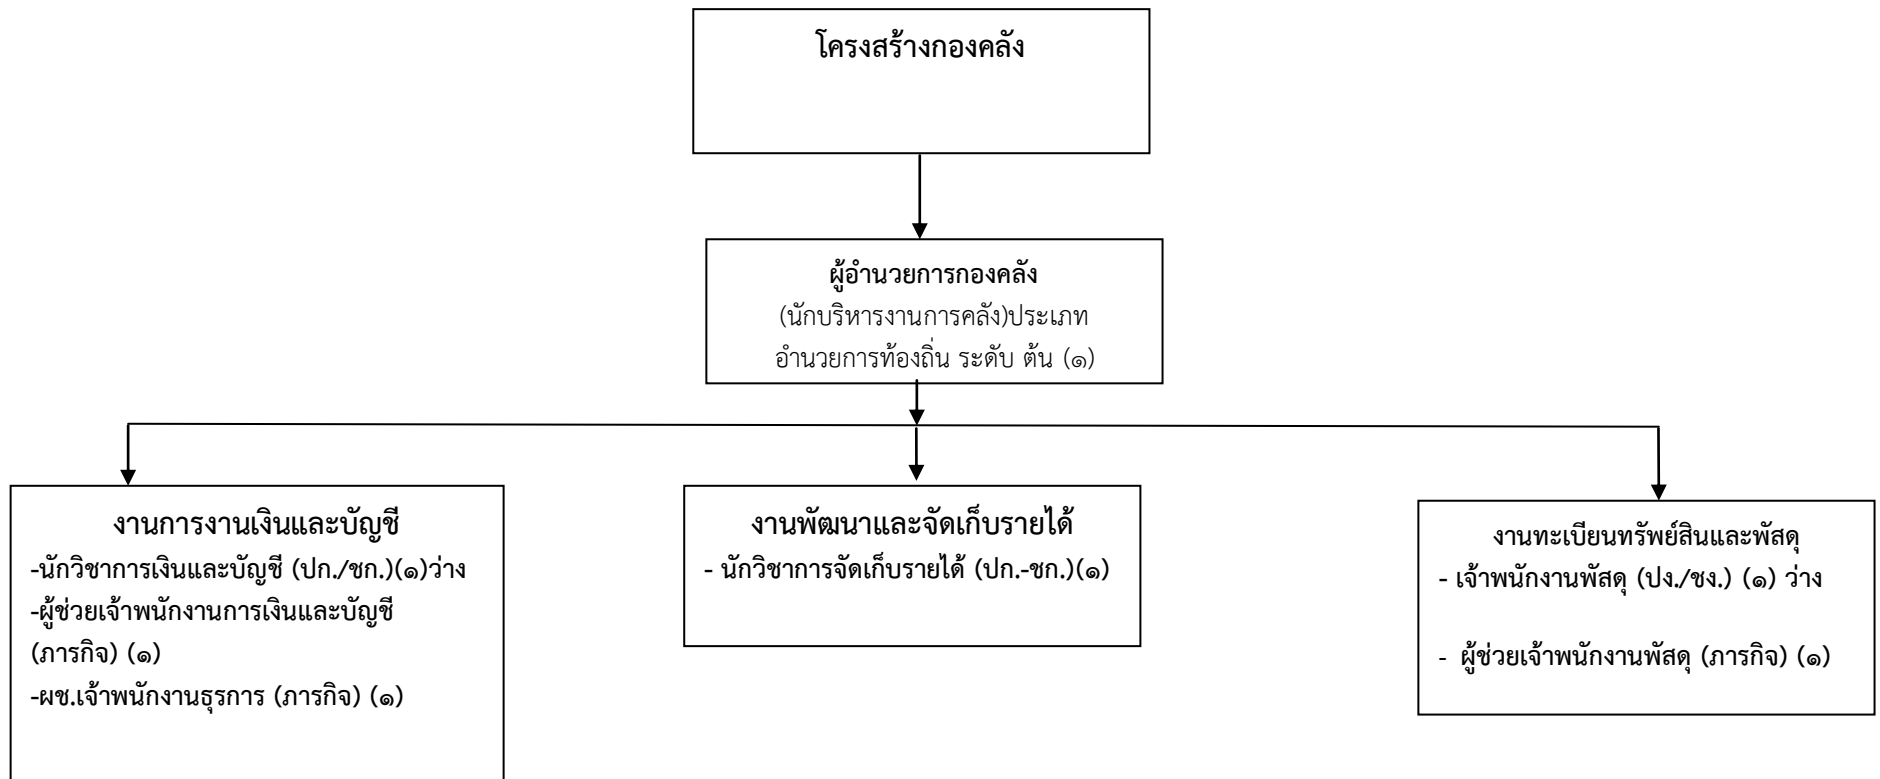 โครงสร้างกองคลัง
ผู้อำนวยการกองคลัง
(นักบริหารงานการคลัง)ประเภท
อำนวยการท้องถิ่น ระดับ ต้น (๑)
งานการงานเงินและบัญชี
-นักวิชาการเงินและบัญชี (ปก./ชก.)(๑)ว่าง
-ผู้ช่วยเจ้าพนักงานการเงินและบัญชี
(ภารกิจ) (๑)
-ผช.เจ้าพนักงานธุรการ (ภารกิจ) (๑)
งานพัฒนาและจัดเก็บรายได้
- นักวิชาการจัดเก็บรายได้ (ปก.-ชก.)(๑)
งานทะเบียนทรัพย์สินและพัสดุ
- เจ้าพนักงานพัสดุ (ปง./ชง.) (๑) ว่าง
- ผู้ช่วยเจ้าพนักงานพัสดุ (ภารกิจ) (๑)